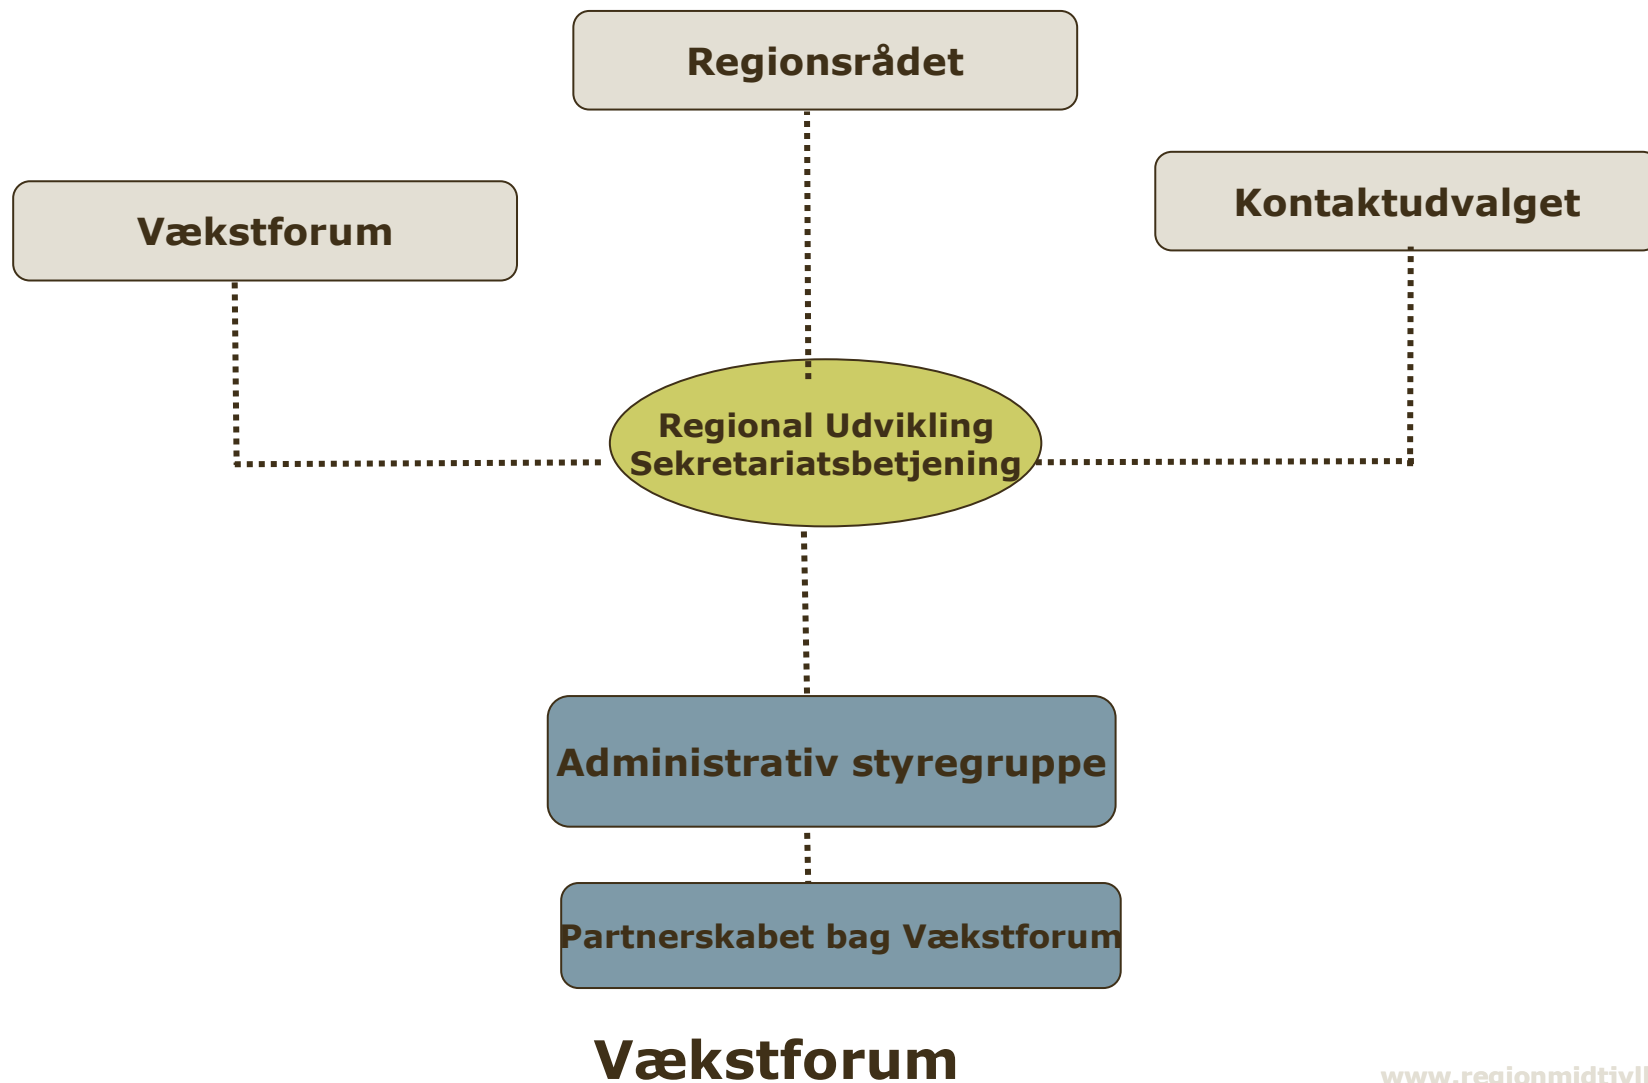 Regionsrådet
Kontaktudvalget
Vækstforum
Regional Udvikling
Sekretariatsbetjening
Administrativ styregruppe
Partnerskabet bag Vækstforum
Vækstforum